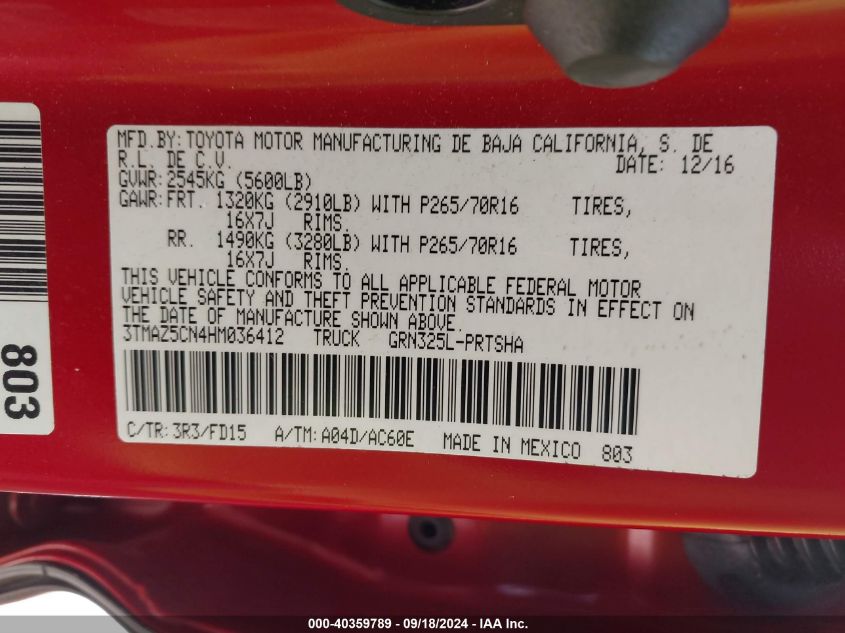 MFD.BY:TOYOTA MOTOR MANUFACTURING DE BAJA CALIFORNIA, S. DE
R.L. DE C.V. DATE: 12/16
GVWR:2545KG (5600LB)
GAWR:FRT. 1320KG (2910LB) WITH P265/70R16 TIRES,
16X7J RIMS.
RR. 1490KG (3280LB) WITH P265/70R16 TIRES,
16X7J RIMS.
THIS VEHICLE CONFORMS TO ALL APPLICABLE FEDERAL MOTOR
VEHICLE SAFETY AND THEFT PREVENTION STANDARDS IN EFFECT ON
THE DATE OF MANUFACTURE SHOWN ABOVE.
3TMAZ5CN4HM036412 TRUCK GRN325L-PRTSHA
C/TR:3R3/FD15 A/TM:A04D/AC60E MADE IN MEXICO 803
803
000-40359789 - 09/18/2024 - IAA Inc.